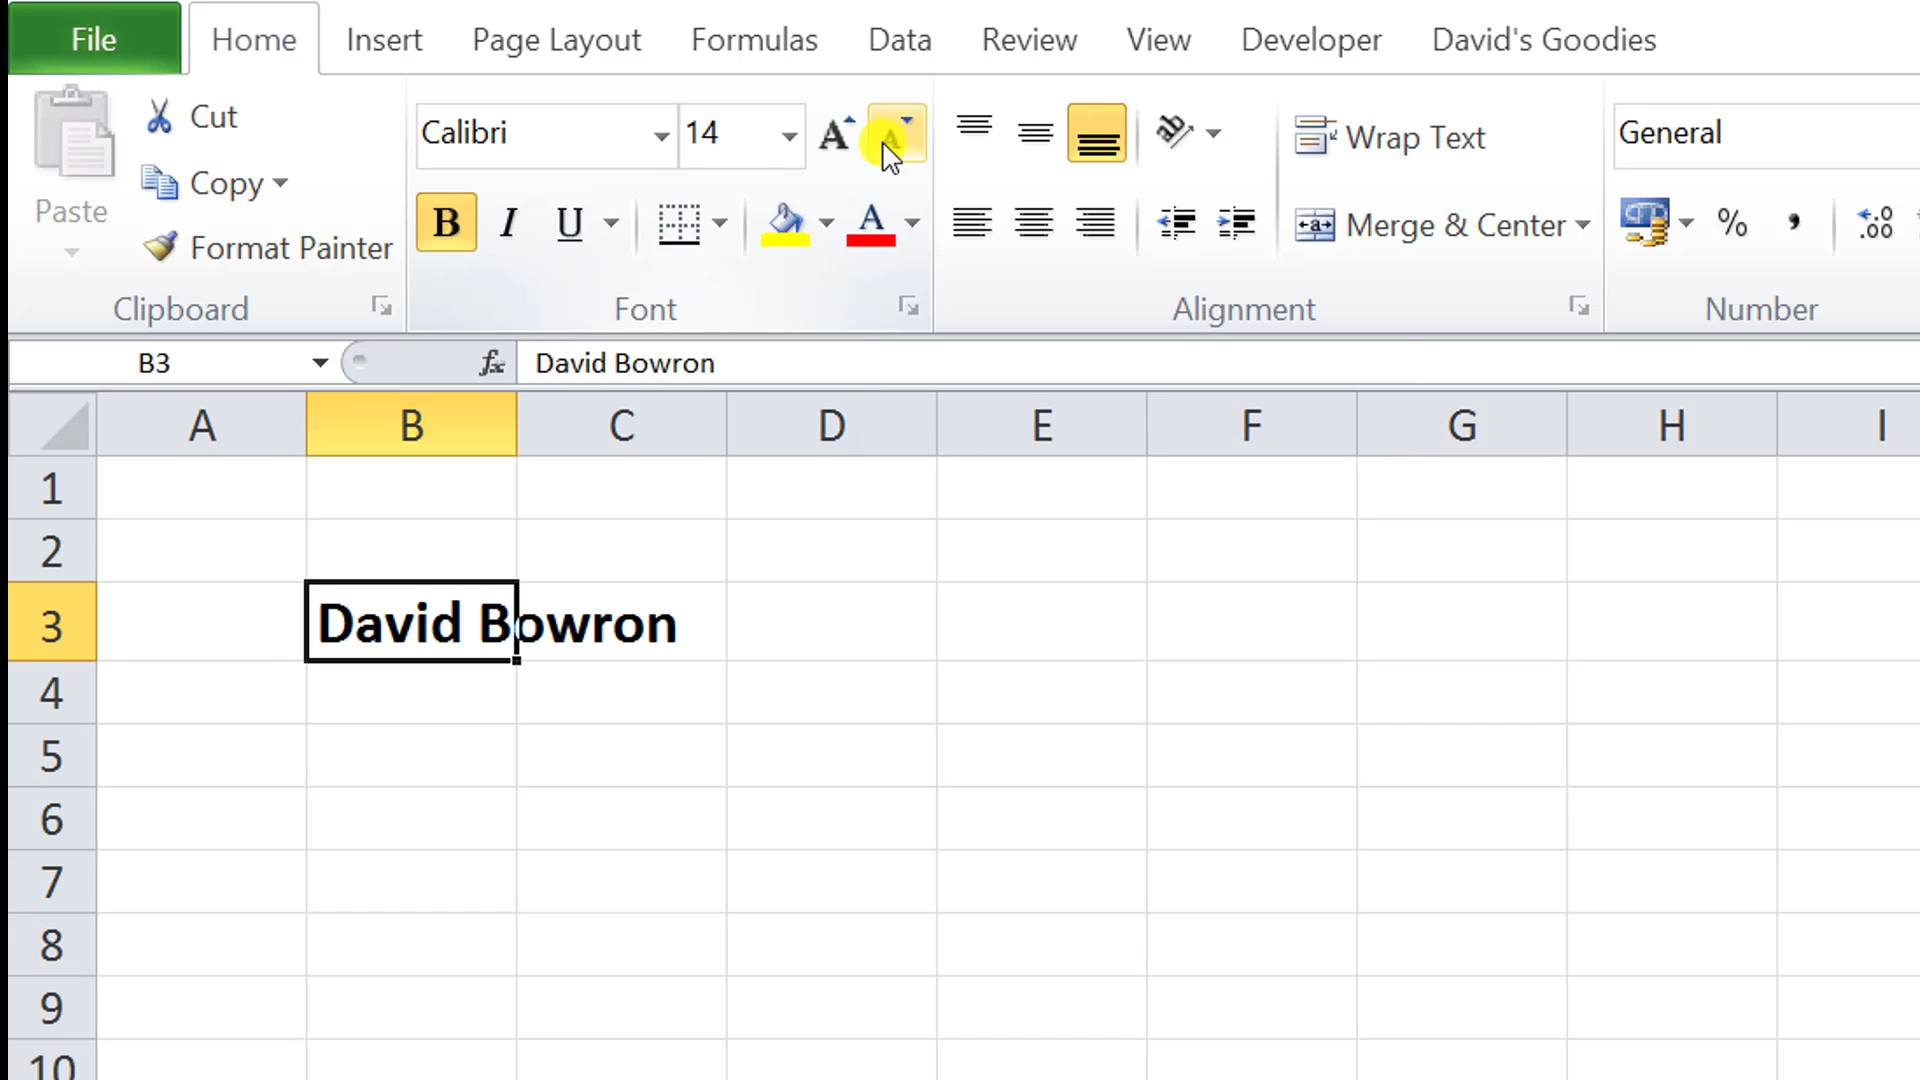 File Home Insert Page Layout Formulas Data Review View Developer David's Goodies
Cut
Calibri 14 Wrap Text General
Copy
Paste
B I U Merge & Center % ,
Format Painter
Clipboard Font Alignment Number
B3 fx David Bowron
A B C D E F G H I
1
2
3 David Bowron
4
5
6
7
8
9
10